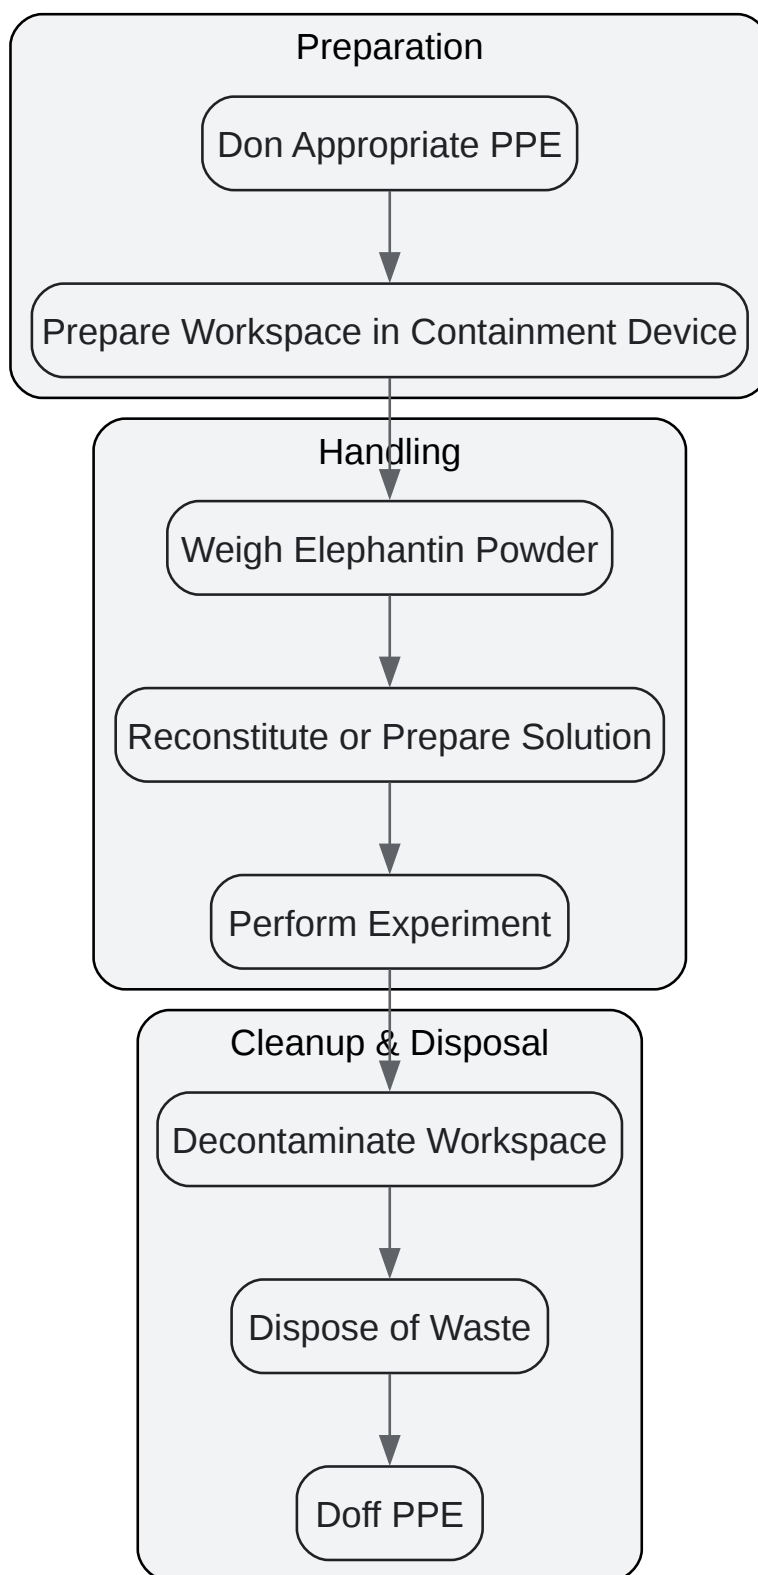 Preparation
Don Appropriate PPE
Prepare Workspace in Containment Device
Handling
Weigh Elephantin Powder
Reconstitute or Prepare Solution
Perform Experiment
Cleanup & Disposal
Decontaminate Workspace
Dispose of Waste
Doff PPE